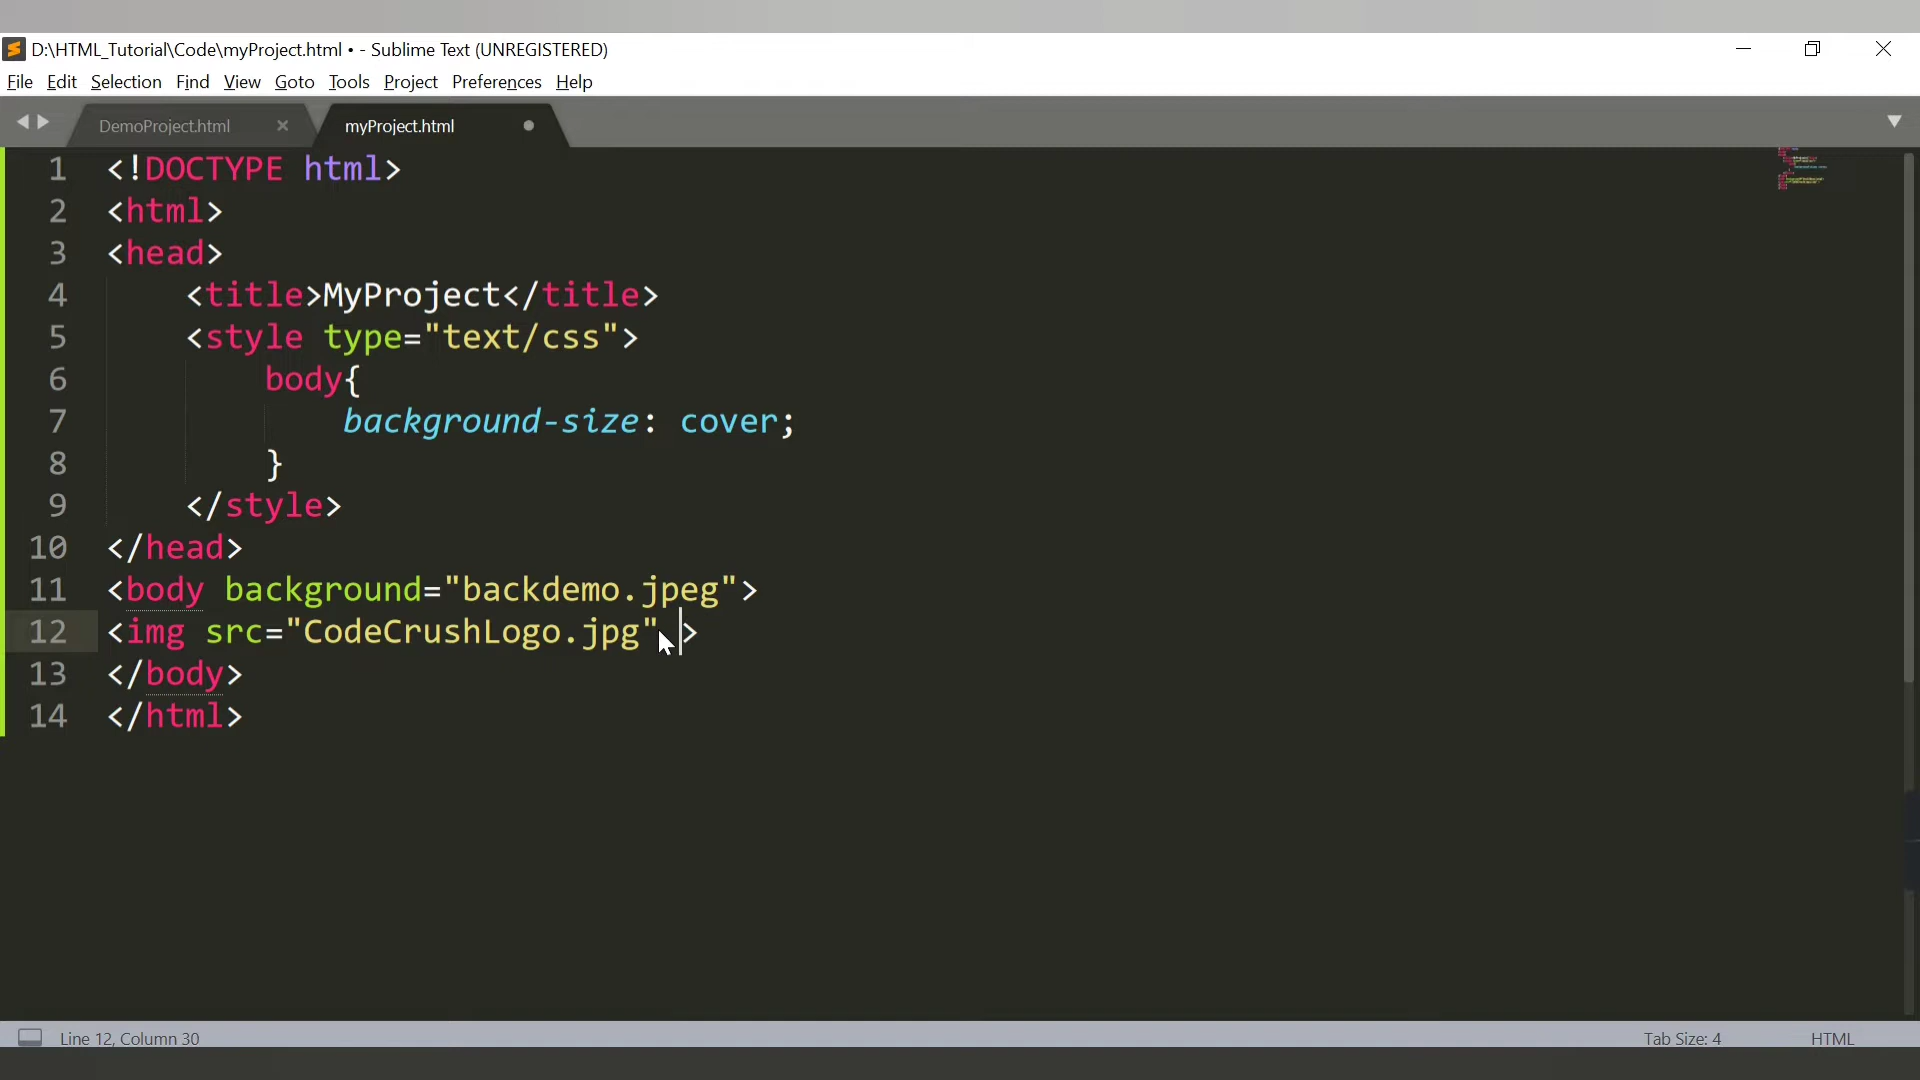 D:\HTML_Tutorial\Code\myProject.html • - Sublime Text (UNREGISTERED)
File Edit Selection Find View Goto Tools Project Preferences Help
DemoProject.html myProject.html
1 <!DOCTYPE html>
2 <html>
3 <head>
4 <title>MyProject</title>
5 <style type="text/css">
6 body{
7 background-size: cover;
8 }
9 </style>
10 </head>
11 <body background="backdemo.jpeg">
12 <img src="CodeCrushLogo.jpg" >
13 </body>
14 </html>
Line 12, Column 30 Tab Size: 4 HTML